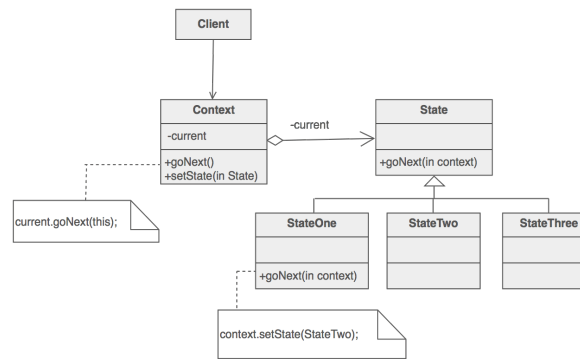 Client
Context
-current
+goNext()
+setState(in State)
-current
State
+goNext(in context)
current.goNext(this);
StateOne
+goNext(in context)
StateTwo
StateThree
context.setState(StateTwo);